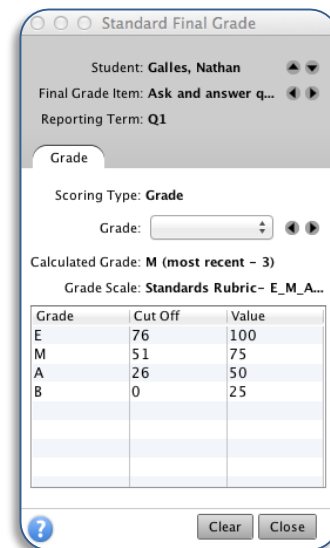 Standard Final Grade
Student: Galles, Nathan
Final Grade Item: Ask and answer q...
Reporting Term: Q1
Grade
Scoring Type: Grade
Grade:
Calculated Grade: M (most recent - 3)
Grade Scale: Standards Rubric- E_M_A...
Grade Cut Off Value
E 76 100
M 51 75
A 26 50
B 0 25
? Clear Close